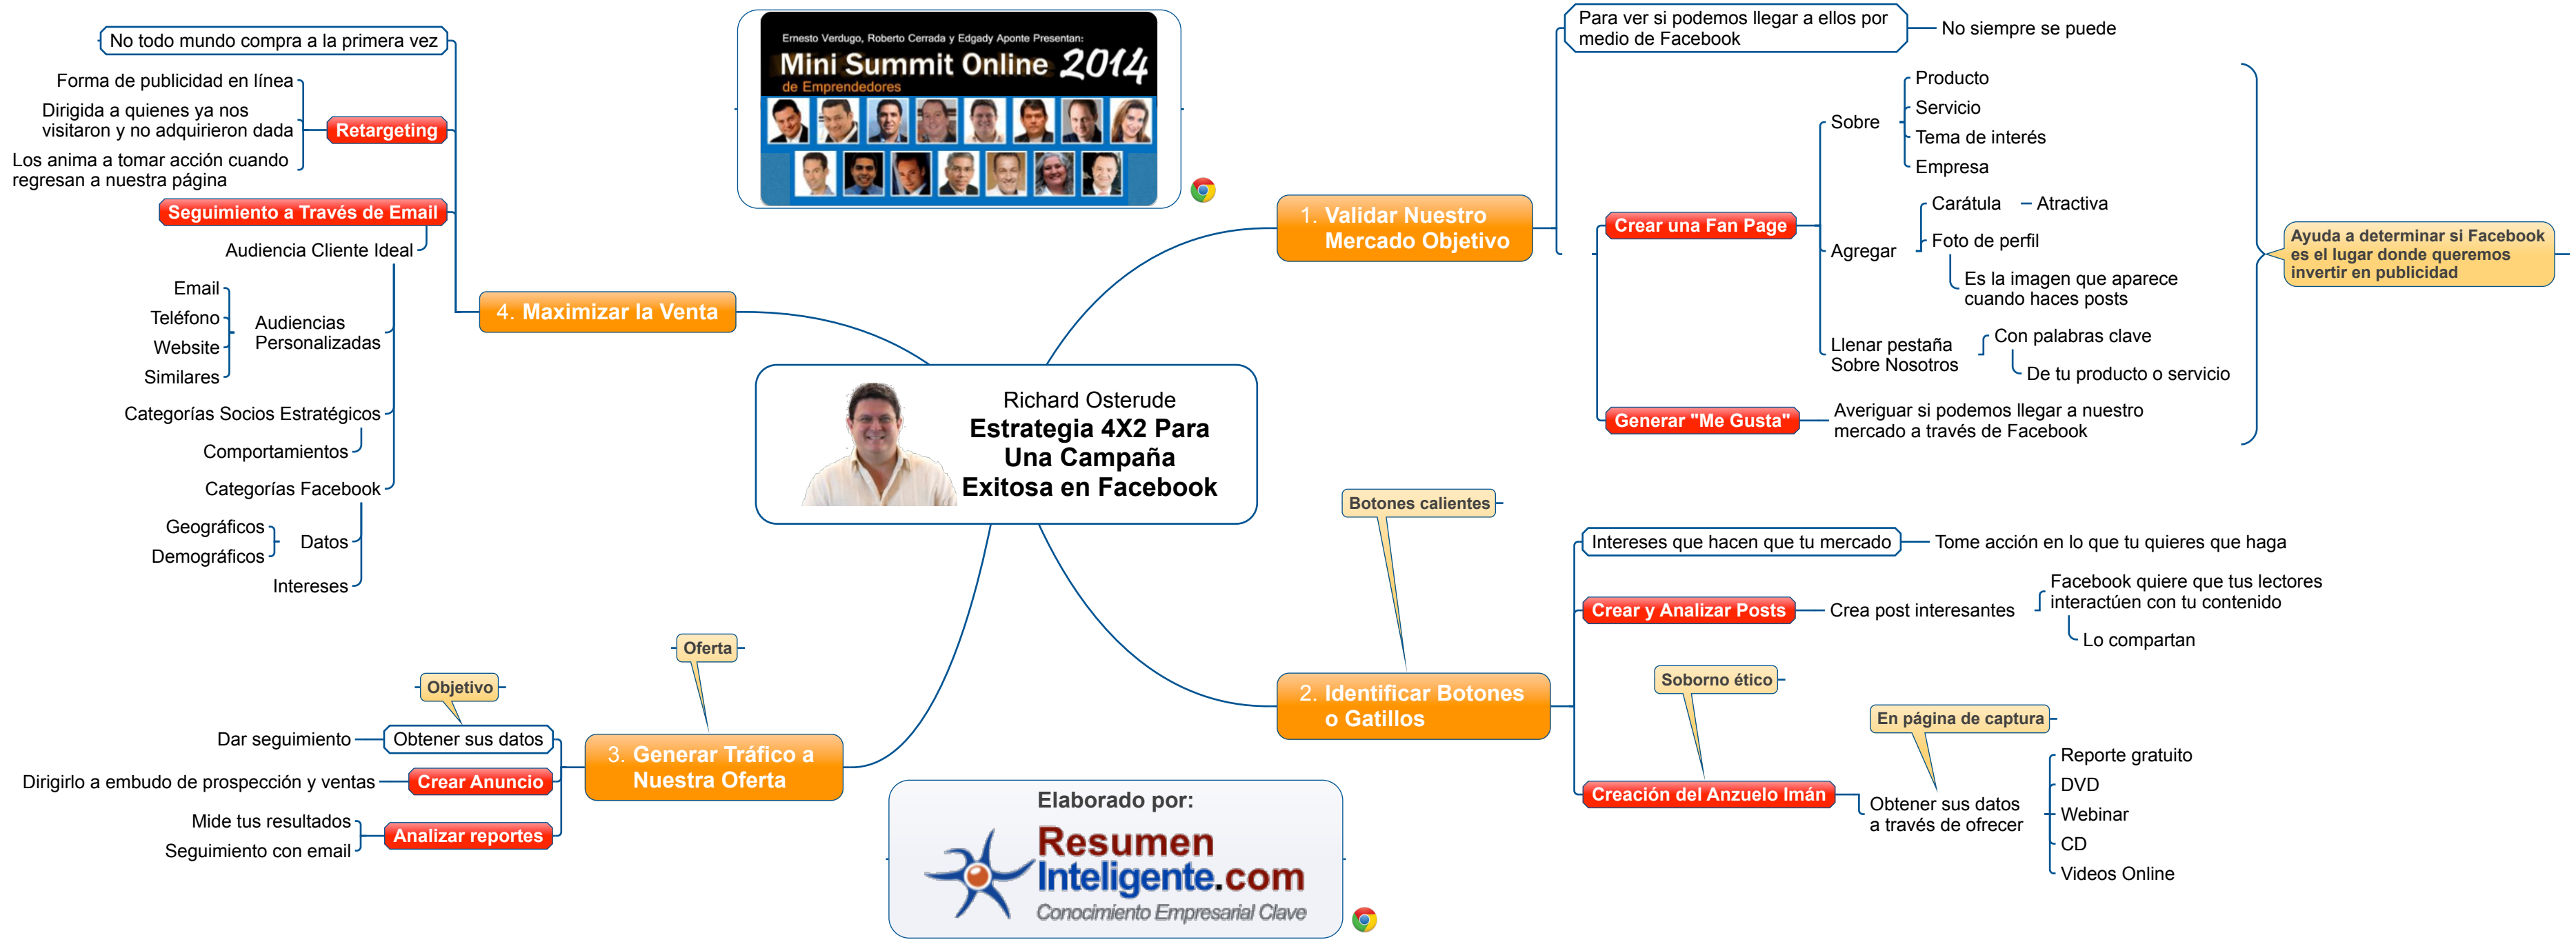 Ernesto Verdugo, Roberto Cerrada y Edgady Aponte Presentan:
Mini Summit Online 2014
de Emprendedores
Richard Osterude
Estrategia 4X2 Para
Una Campaña
Exitosa en Facebook
1. Validar Nuestro
Mercado Objetivo
Para ver si podemos llegar a ellos por
medio de Facebook
No siempre se puede
Crear una Fan Page
Sobre
Producto
Servicio
Tema de interés
Empresa
Agregar
Carátula
Atractiva
Foto de perfil
Es la imagen que aparece
cuando haces posts
Llenar pestaña
Sobre Nosotros
Con palabras clave
De tu producto o servicio
Generar "Me Gusta"
Averiguar si podemos llegar a nuestro
mercado a través de Facebook
Ayuda a determinar si Facebook
es el lugar donde queremos
invertir en publicidad
Botones calientes
2. Identificar Botones
o Gatillos
Intereses que hacen que tu mercado
Tome acción en lo que tu quieres que haga
Crear y Analizar Posts
Crea post interesantes
Facebook quiere que tus lectores
interactúen con tu contenido
Lo compartan
Soborno ético
Creación del Anzuelo Imán
En página de captura
Obtener sus datos
a través de ofrecer
Reporte gratuito
DVD
Webinar
CD
Videos Online
Oferta
3. Generar Tráfico a
Nuestra Oferta
Objetivo
Obtener sus datos
Dar seguimiento
Crear Anuncio
Dirigirlo a embudo de prospección y ventas
Analizar reportes
Mide tus resultados
Seguimiento con email
4. Maximizar la Venta
No todo mundo compra a la primera vez
Retargeting
Forma de publicidad en línea
Dirigida a quienes ya nos
visitaron y no adquirieron dada
Los anima a tomar acción cuando
regresan a nuestra página
Seguimiento a Través de Email
Audiencia Cliente Ideal
Audiencias
Personalizadas
Email
Teléfono
Website
Similares
Categorías Socios Estratégicos
Comportamientos
Categorías Facebook
Datos
Geográficos
Demográficos
Intereses
Elaborado por:
Resumen
Inteligente.com
Conocimiento Empresarial Clave